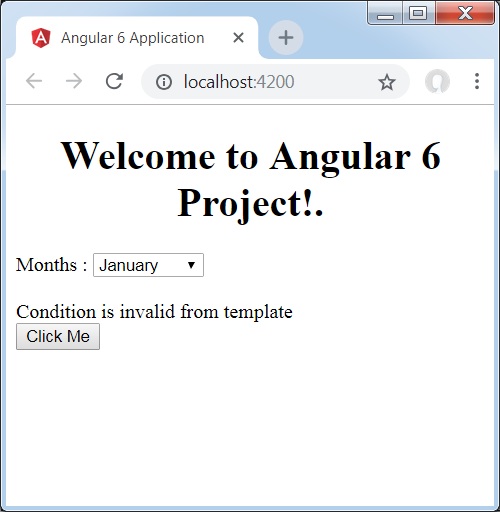 Angular 6 Application
localhost:4200
Welcome to Angular 6
Project!.
Months : January
Condition is invalid from template
Click Me